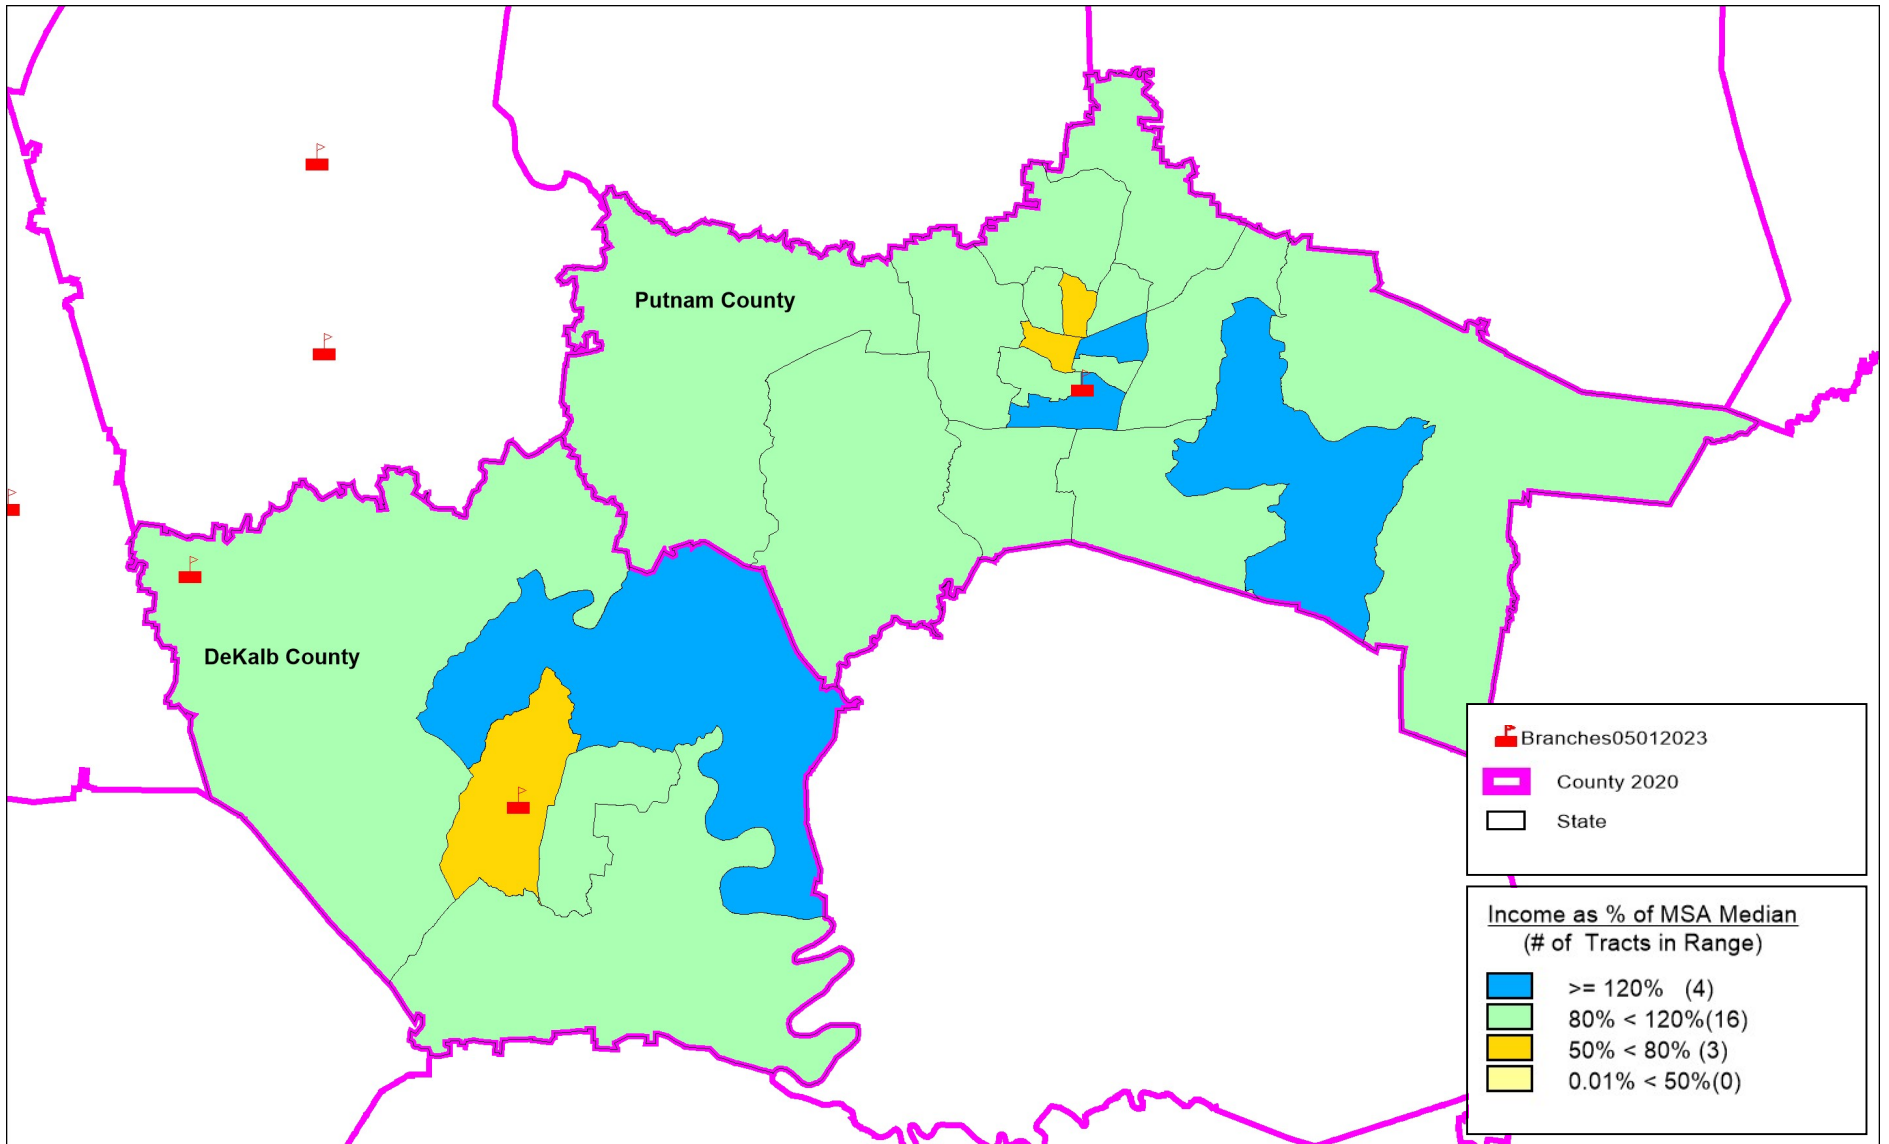 Putnam County
DeKalb County
Branches05012023
County 2020
State
Income as % of MSA Median
(# of Tracts in Range)
>= 120% (4)
80% < 120%(16)
50% < 80% (3)
0.01% < 50%(0)